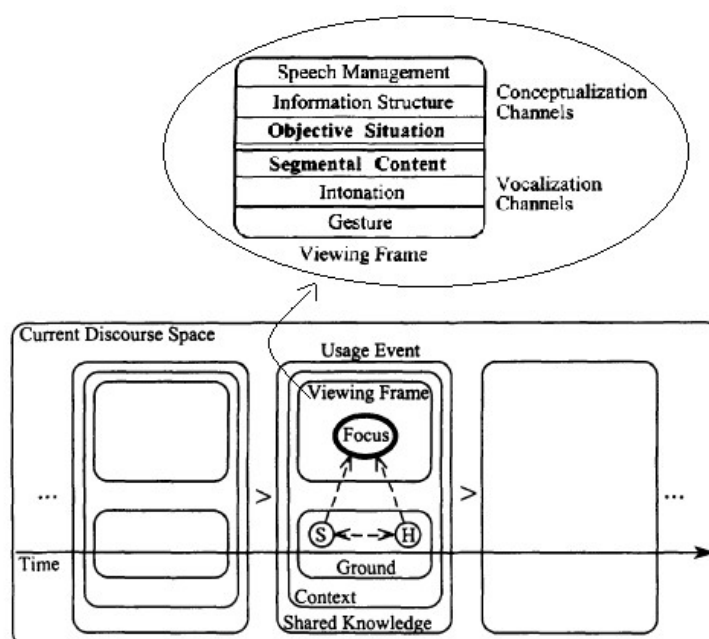 Speech Management
Information Structure
Objective Situation
Conceptualization
Channels
Segmental Content
Intonation
Gesture
Vocalization
Channels
Viewing Frame
Current Discourse Space
Usage Event
Viewing Frame
Focus
...
>
>
...
S
H
Time
Ground
Context
Shared Knowledge